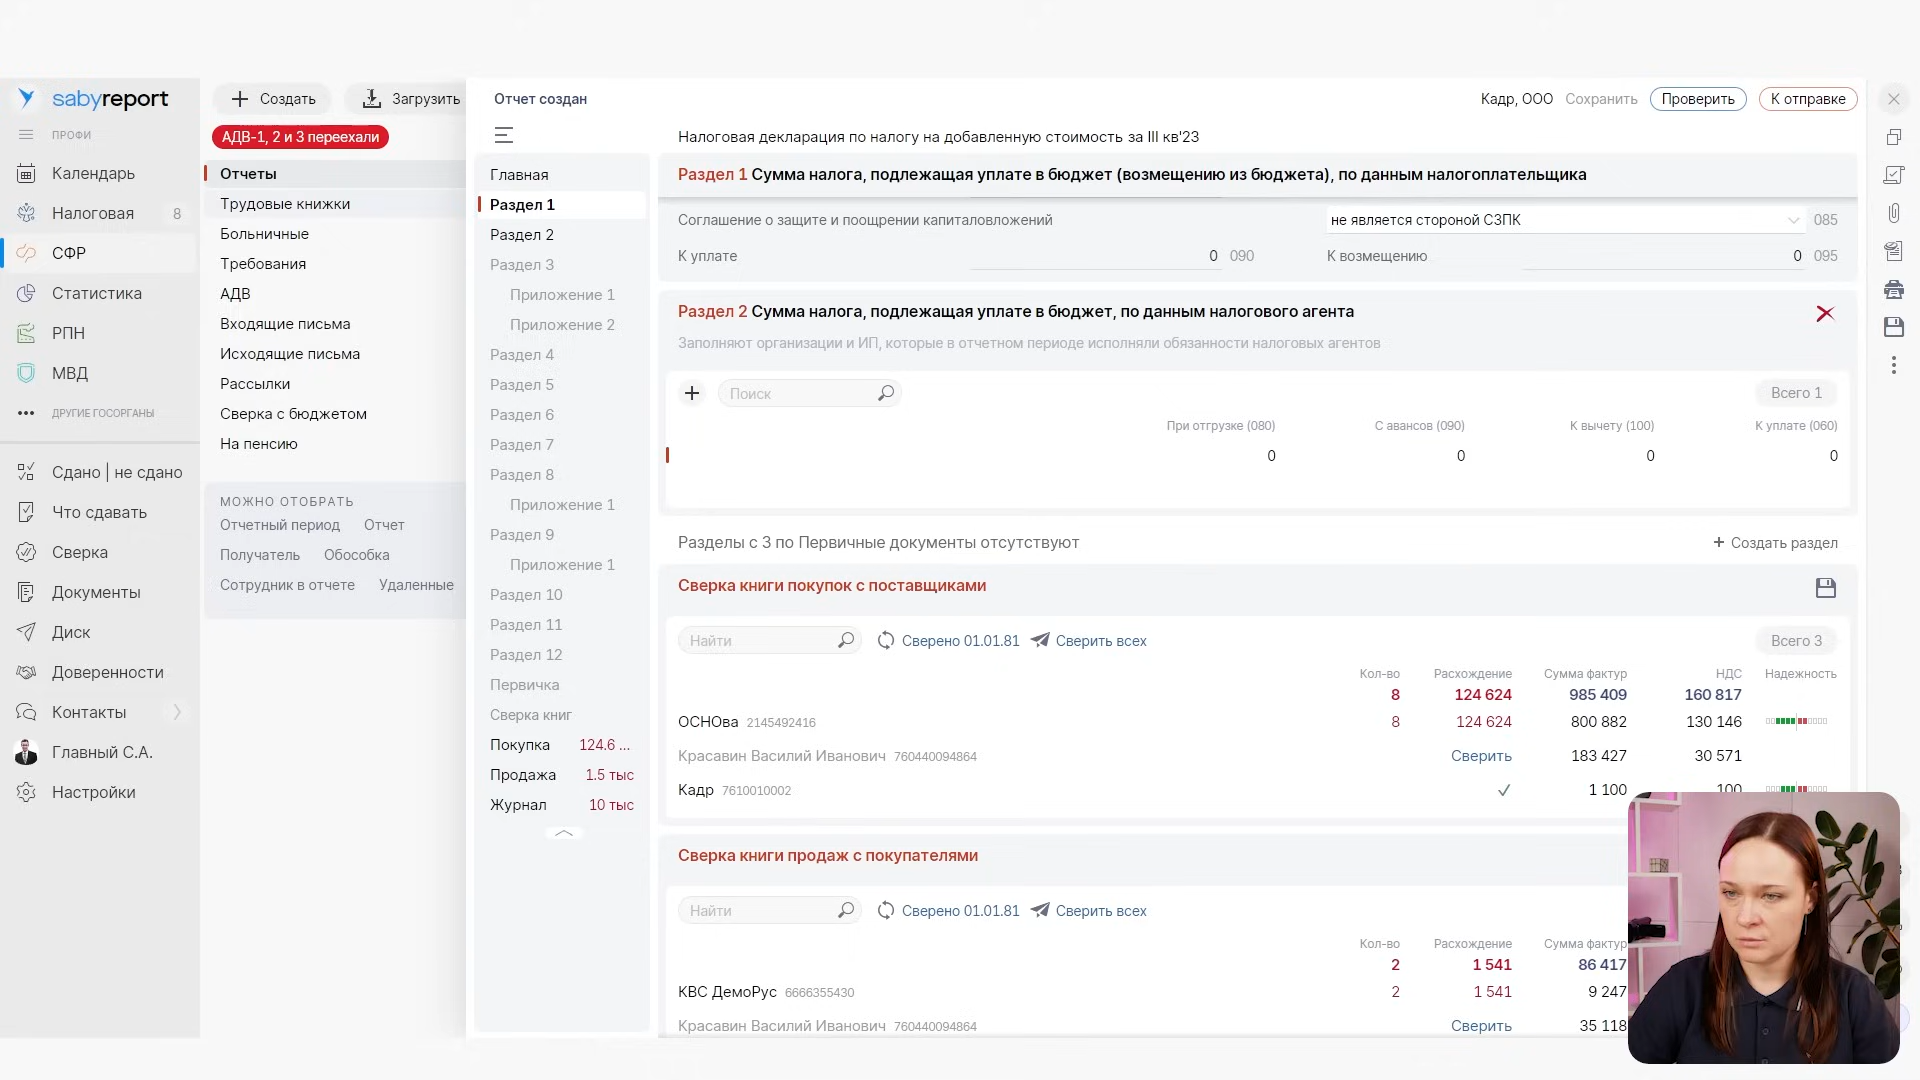 sabyreport
ПРОФИ
Календарь
Налоговая 8
СФР
Статистика
РПН
МВД
ДРУГИЕ ГОСОРГАНЫ
Сдано | не сдано
Что сдавать
Сверка
Документы
Диск
Доверенности
Контакты
Главный С.А.
Настройки
Создать
Загрузить
АДВ-1, 2 и 3 переехали
Отчеты
Трудовые книжки
Больничные
Требования
АДВ
Входящие письма
Исходящие письма
Рассылки
Сверка с бюджетом
На пенсию
МОЖНО ОТОБРАТЬ
Отчетный период Отчет
Получатель Обособка
Сотрудник в отчете Удаленные
Отчет создан
Кадр, ООО Сохранить Проверить К отправке
Главная
Раздел 1
Раздел 2
Раздел 3
Приложение 1
Приложение 2
Раздел 4
Раздел 5
Раздел 6
Раздел 7
Раздел 8
Приложение 1
Раздел 9
Приложение 1
Раздел 10
Раздел 11
Раздел 12
Первичка
Сверка книг
Покупка 124.6 ...
Продажа 1.5 тыс
Журнал 10 тыс
Налоговая декларация по налогу на добавленную стоимость за III кв'23
Раздел 1 Сумма налога, подлежащая уплате в бюджет (возмещению из бюджета), по данным налогоплательщика
Соглашение о защите и поощрении капиталовложений не является стороной СЗПК 085
К уплате 0 090 К возмещению 0 095
Раздел 2 Сумма налога, подлежащая уплате в бюджет, по данным налогового агента
Заполняют организации и ИП, которые в отчетном периоде исполняли обязанности налоговых агентов
Поиск Всего 1
При отгрузке (080) С авансов (090) К вычету (100) К уплате (060)
0 0 0 0
Разделы с 3 по Первичные документы отсутствуют + Создать раздел
Сверка книги покупок с поставщиками
Найти Сверено 01.01.81 Сверить всех Всего 3
Кол-во Расхождение Сумма фактур НДС Надежность
8 124 624 985 409 160 817
ОСНОва 2145492416 8 124 624 800 882 130 146
Красавин Василий Иванович 760440094864 Сверить 183 427 30 571
Кадр 7610010002 1 100 100
Сверка книги продаж с покупателями
Найти Сверено 01.01.81 Сверить всех
Кол-во Расхождение Сумма фактур
2 1 541 86 417
КВС ДемоРус 6666355430 2 1 541 9 247
Красавин Василий Иванович 760440094864 Сверить 35 118